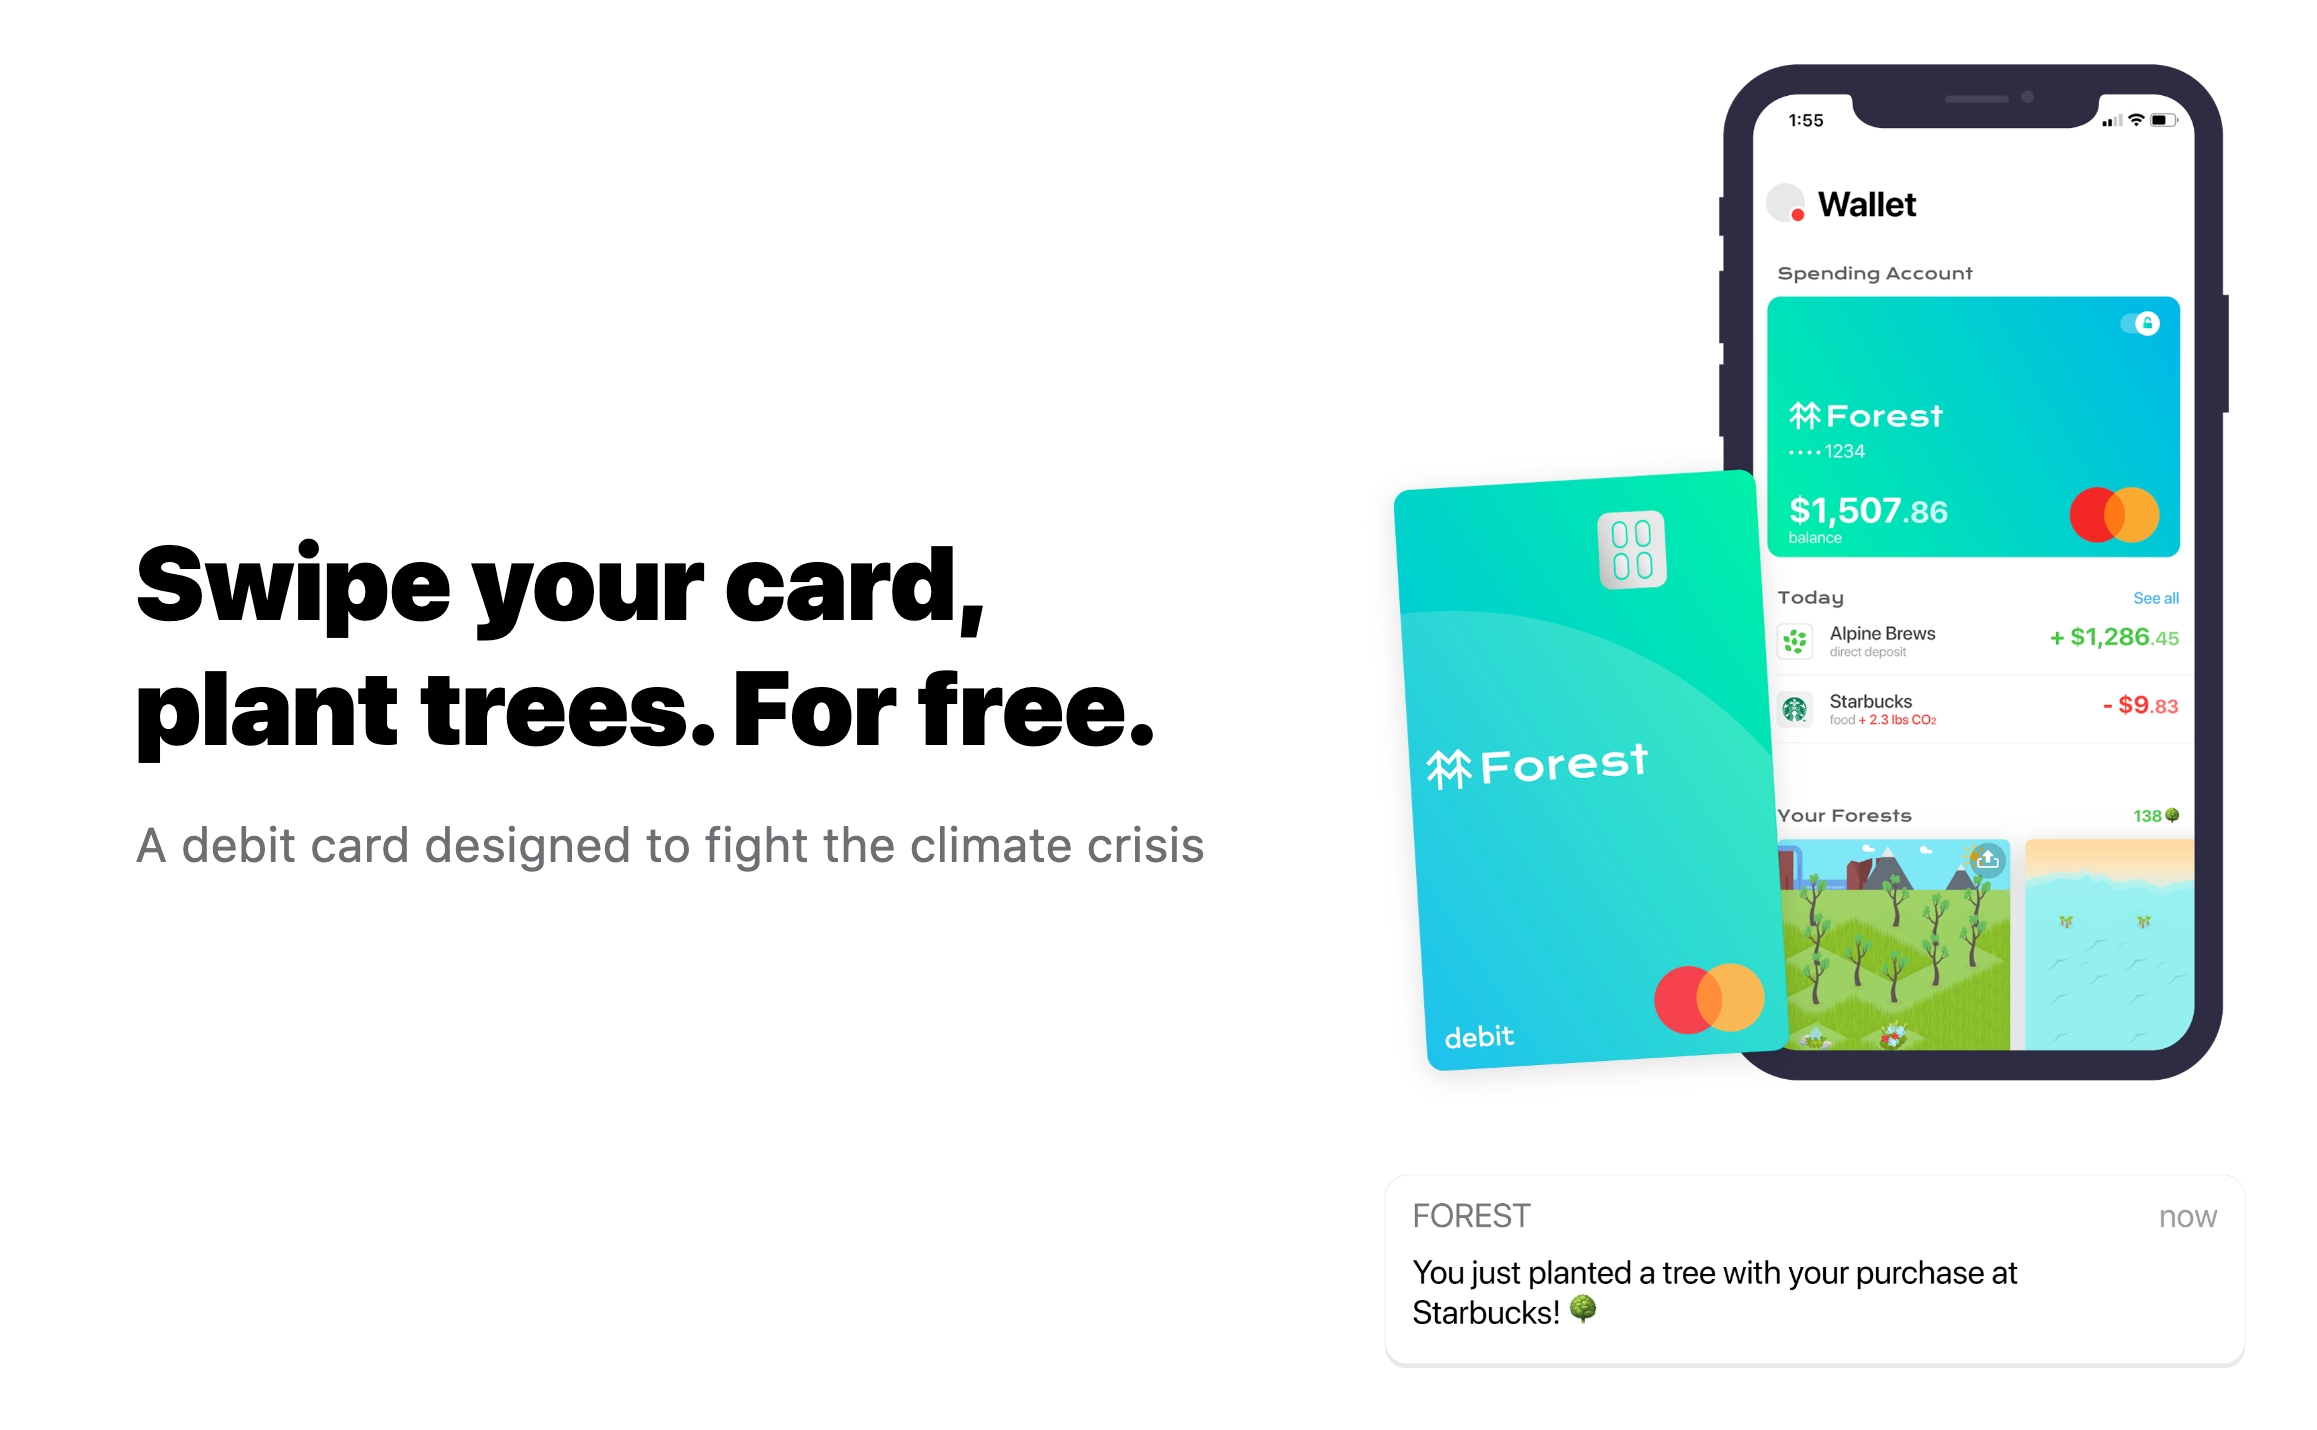 Swipe your card,
plant trees. For free.
A debit card designed to fight the climate crisis
1:55
Wallet
Spending Account
Forest
••••1234
$1,507.86
balance
Today See all
Alpine Brews + $1,286.45
direct deposit
Starbucks - $9.83
food + 2.3 lbs CO₂
Your Forests 138
Forest
debit
FOREST now
You just planted a tree with your purchase at
Starbucks! 🌳